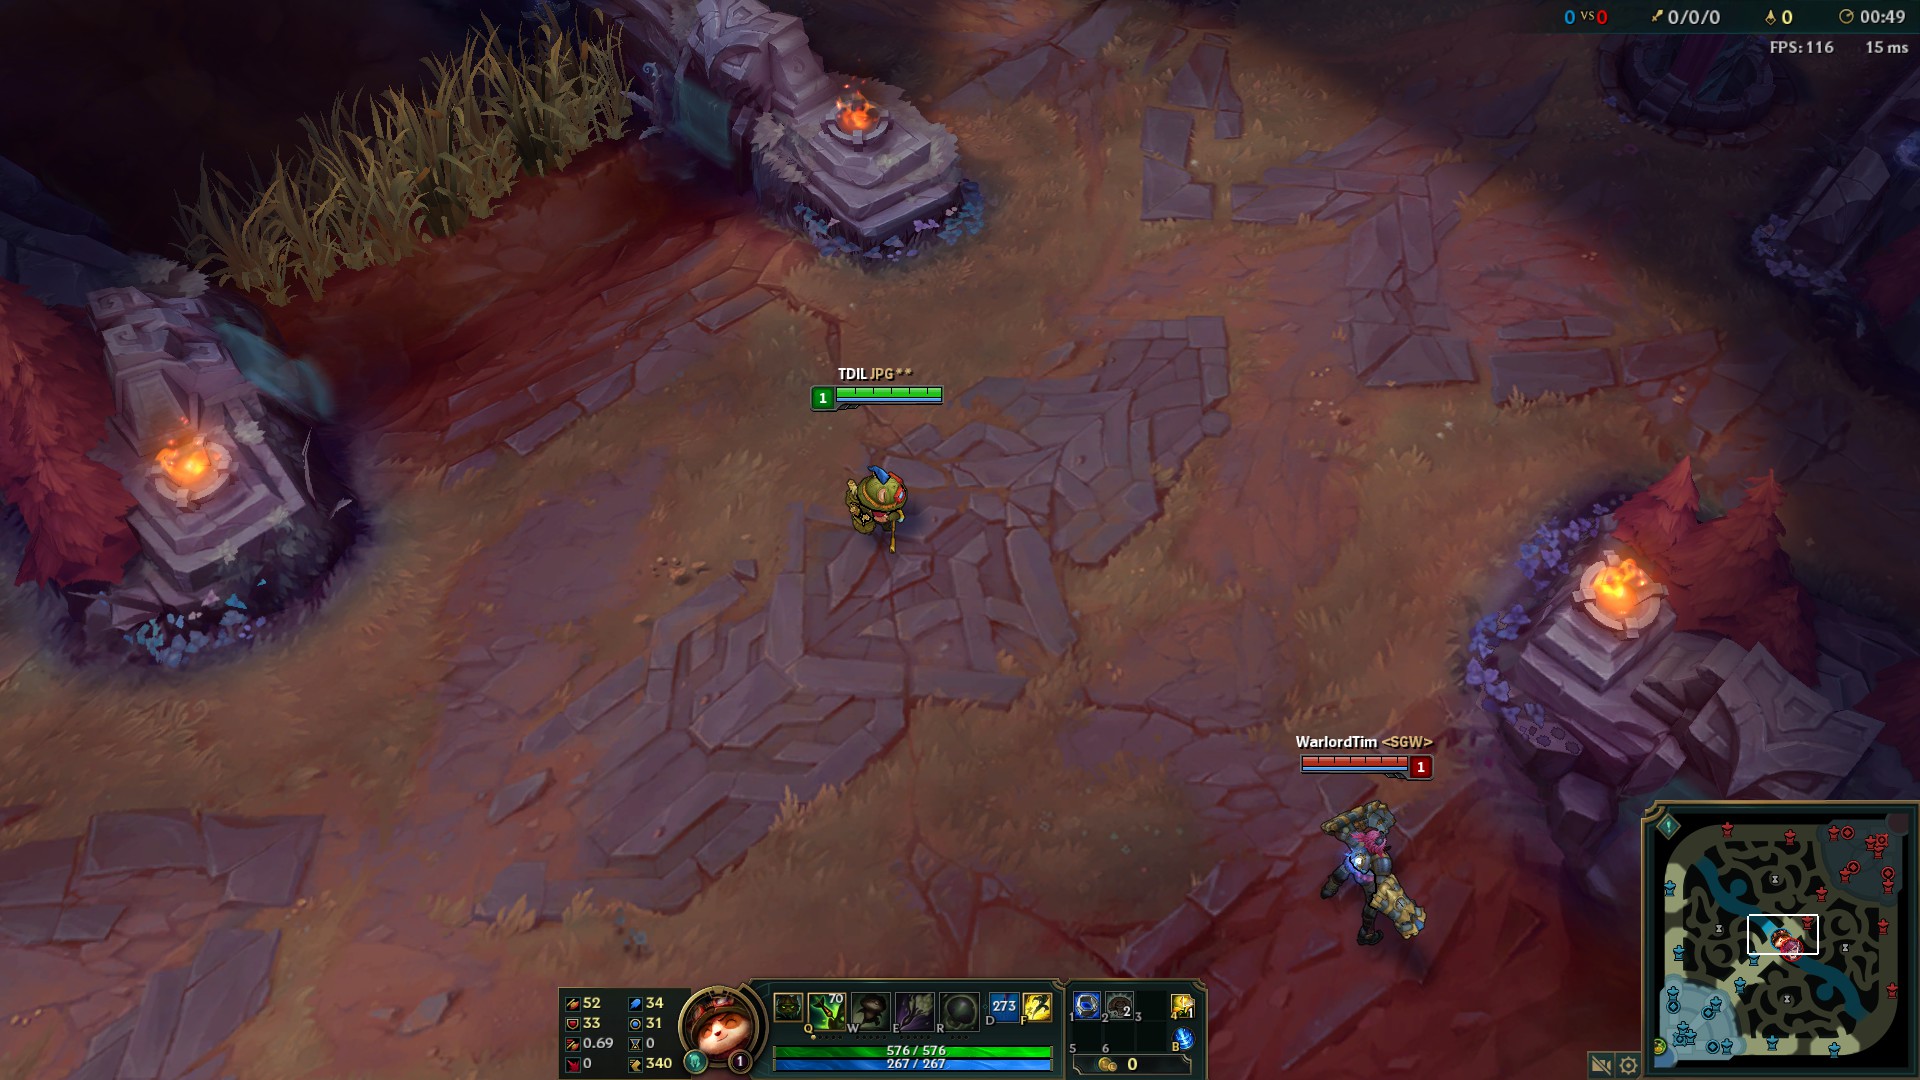 0 VS 0 0/0/0 0 00:49
FPS: 116 15 ms
TDIL JPG**
1
WarlordTim <SGW>
1
52 34
33 31
0.69 0
0 340
1
70
Q W E R D F
273
576 / 576
267 / 267
1 2 2 3 4 1
5 6 B
0